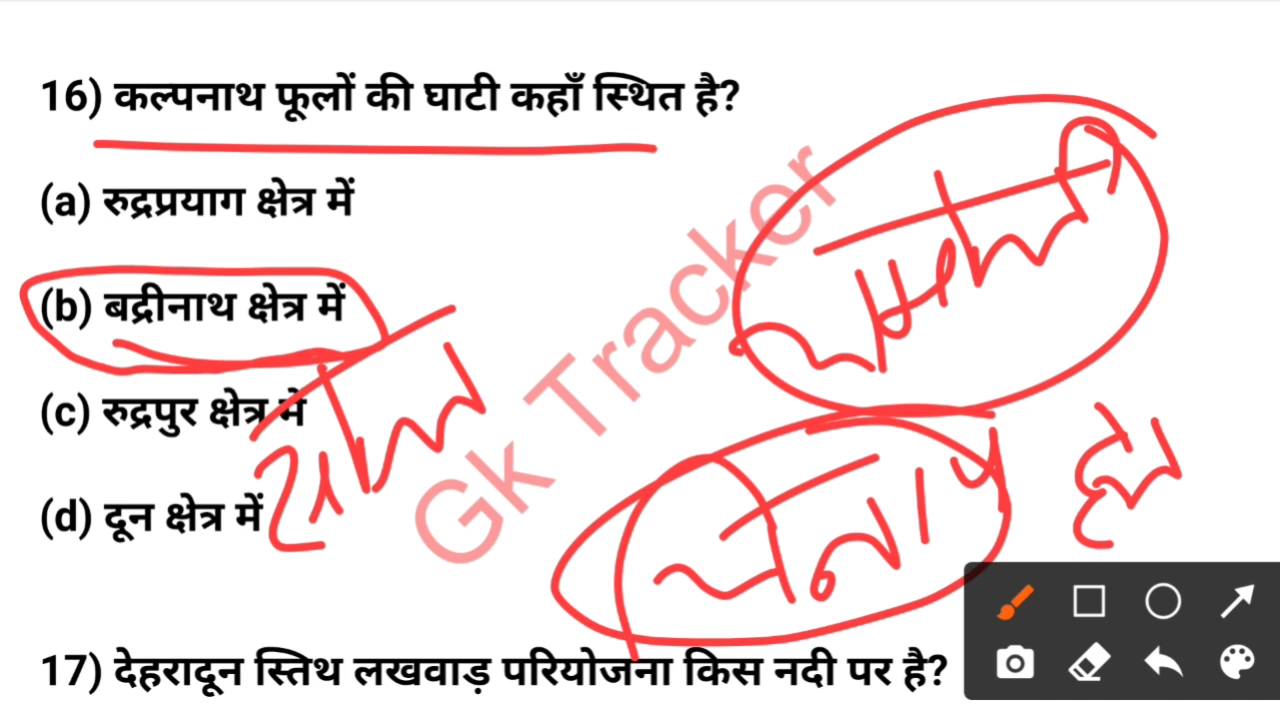 16) कल्पनाथ फूलों की घाटी कहाँ स्थित है?
(a) रुद्रप्रयाग क्षेत्र में
(b) बद्रीनाथ क्षेत्र में
(c) रुद्रपुर क्षेत्र में
(d) दून क्षेत्र में
Gk Tracker
17) देहरादून स्तिथ लखवाड़ परियोजना किस नदी पर है?